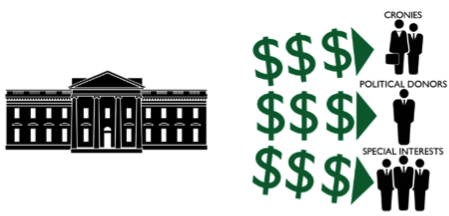 CRONIES
$ $ $
POLITICAL DONORS
$ $ $
SPECIAL INTERESTS
$ $ $